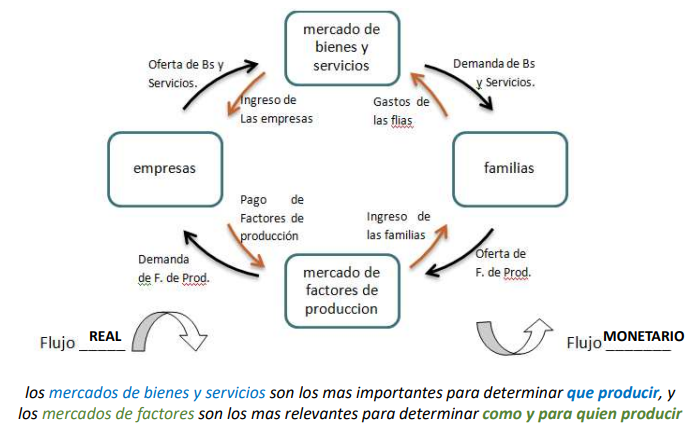 mercado de
bienes y
servicios
Oferta de Bs y
Servicios.
Demanda de Bs
y Servicios.
Ingreso de
Las empresas
Gastos de
las flias
empresas
familias
Pago de
Factores de
producción
Ingreso de
las familias
Demanda
de F. de Prod.
Oferta de
F. de Prod.
mercado de
factores de
produccion
Flujo REAL
Flujo MONETARIO
los mercados de bienes y servicios son los mas importantes para determinar que producir, y
los mercados de factores son los mas relevantes para determinar como y para quien producir